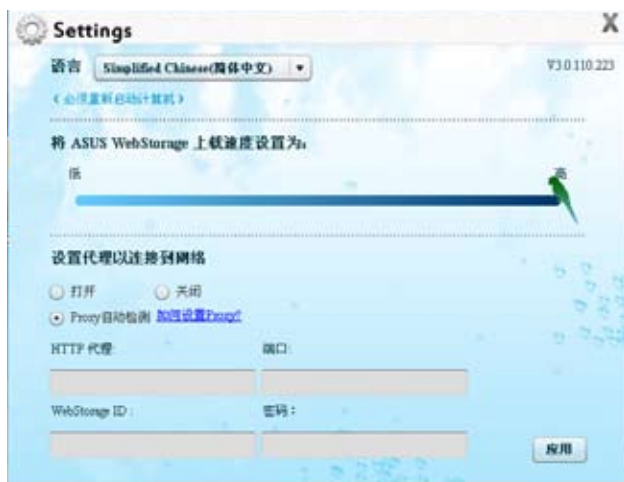 Settings
X
语言 Simplified Chinese(简体中文)
V3.0.110.223
(必须重新启动计算机)
将 ASUS WebStorage 上载速度设置为:
低 高
设置代理以连接到网络
打开 关闭
Proxy自动检测 如何设置Proxy?
HTTP 代理: 端口:
WebStorage ID : 密码:
应用